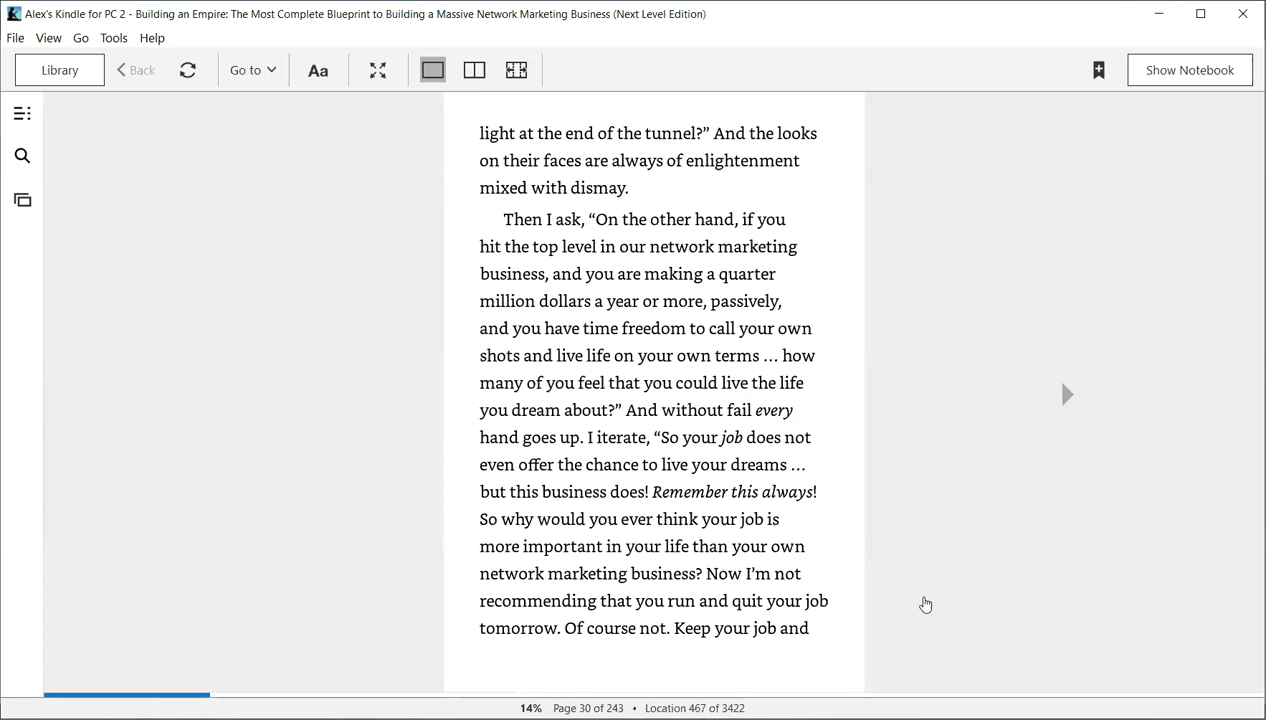 Alex's Kindle for PC 2 - Building an Empire: The Most Complete Blueprint to Building a Massive Network Marketing Business (Next Level Edition)
File View Go Tools Help
Library Back Go to Aa Show Notebook
light at the end of the tunnel?” And the looks
on their faces are always of enlightenment
mixed with dismay.
Then I ask, “On the other hand, if you
hit the top level in our network marketing
business, and you are making a quarter
million dollars a year or more, passively,
and you have time freedom to call your own
shots and live life on your own terms … how
many of you feel that you could live the life
you dream about?” And without fail every
hand goes up. I iterate, “So your job does not
even offer the chance to live your dreams …
but this business does! Remember this always!
So why would you ever think your job is
more important in your life than your own
network marketing business? Now I’m not
recommending that you run and quit your job
tomorrow. Of course not. Keep your job and
14% Page 30 of 243 • Location 467 of 3422